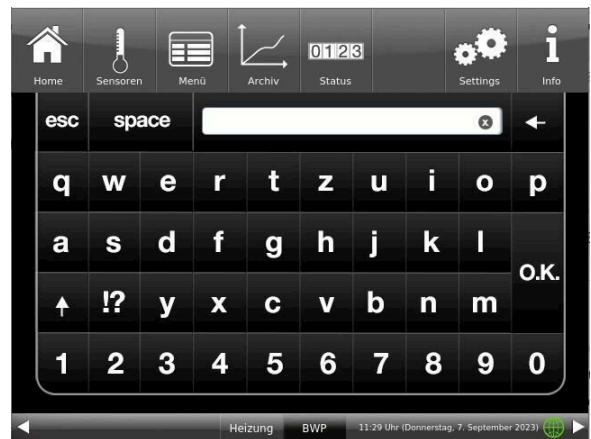 0123
Home Sensoren Menü Archiv Status Settings Info
esc space x
q w e r t z u i o p
a s d f g h j k l O.K.
!? y x c v b n m
1 2 3 4 5 6 7 8 9 0
Heizung BWP 11:29 Uhr (Donnerstag, 7. September 2023)